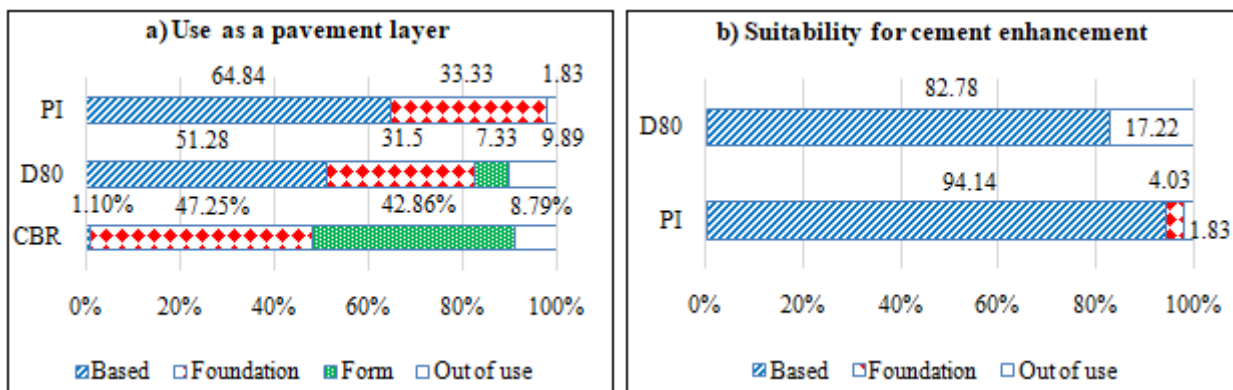 a) Use as a pavement layer
64.84 33.33 1.83
PI
51.28 31.5 7.33 9.89
D80
1.10% 47.25% 42.86% 8.79%
CBR
0% 20% 40% 60% 80% 100%
Based Foundation Form Out of use
b) Suitability for cement enhancement
82.78
D80 17.22
94.14 4.03
PI 1.83
0% 20% 40% 60% 80% 100%
Based Foundation Out of use